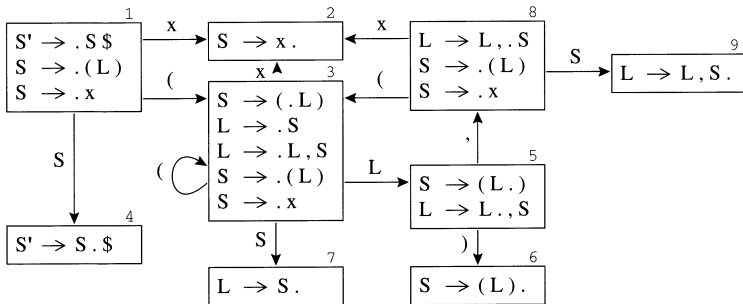 1
S' → . S $
S → . ( L )
S → . x
x
2
S → x .
x
8
L → L , . S
S → . ( L )
S → . x
S
9
L → L , S .
(
x
3
S → ( . L )
L → . S
L → . L , S
S → . ( L )
S → . x
(
(
L
,
5
S → ( L . )
L → L . , S
S
4
S' → S . $
S
7
L → S .
)
6
S → ( L ) .